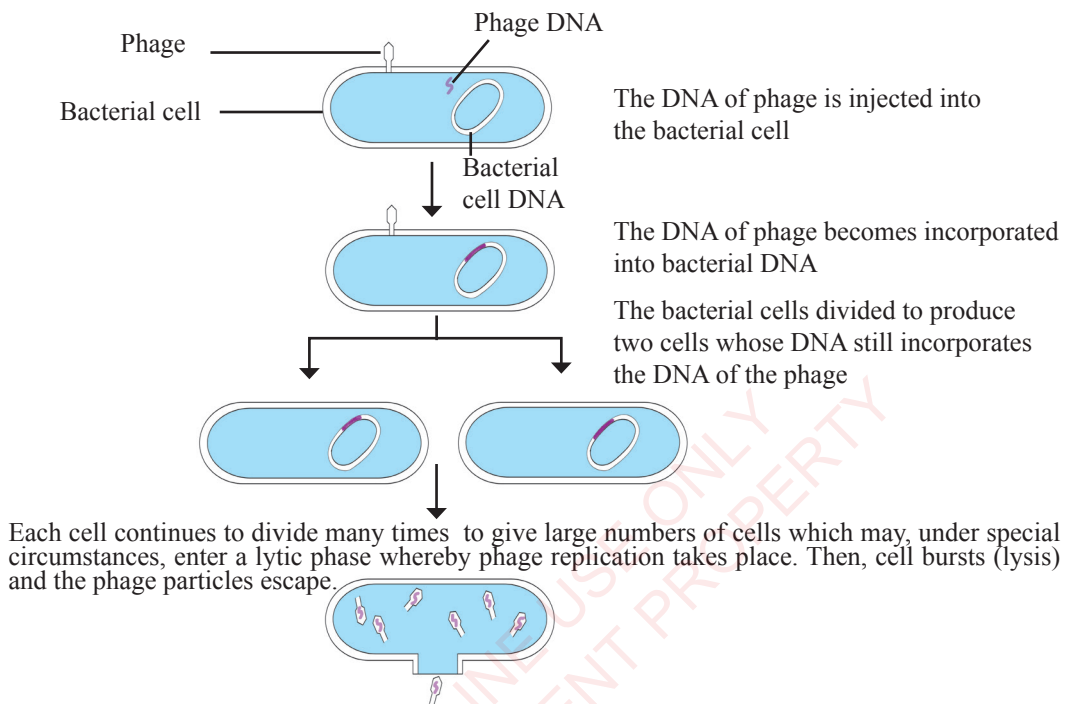 Phage DNA
Phage
Bacterial cell
The DNA of phage is injected into
the bacterial cell
Bacterial
cell DNA
The DNA of phage becomes incorporated
into bacterial DNA
The bacterial cells divided to produce
two cells whose DNA still incorporates
the DNA of the phage
Each cell continues to divide many times to give large numbers of cells which may, under special
circumstances, enter a lytic phase whereby phage replication takes place. Then, cell bursts (lysis)
and the phage particles escape.
USE ONLY
PROPERTY